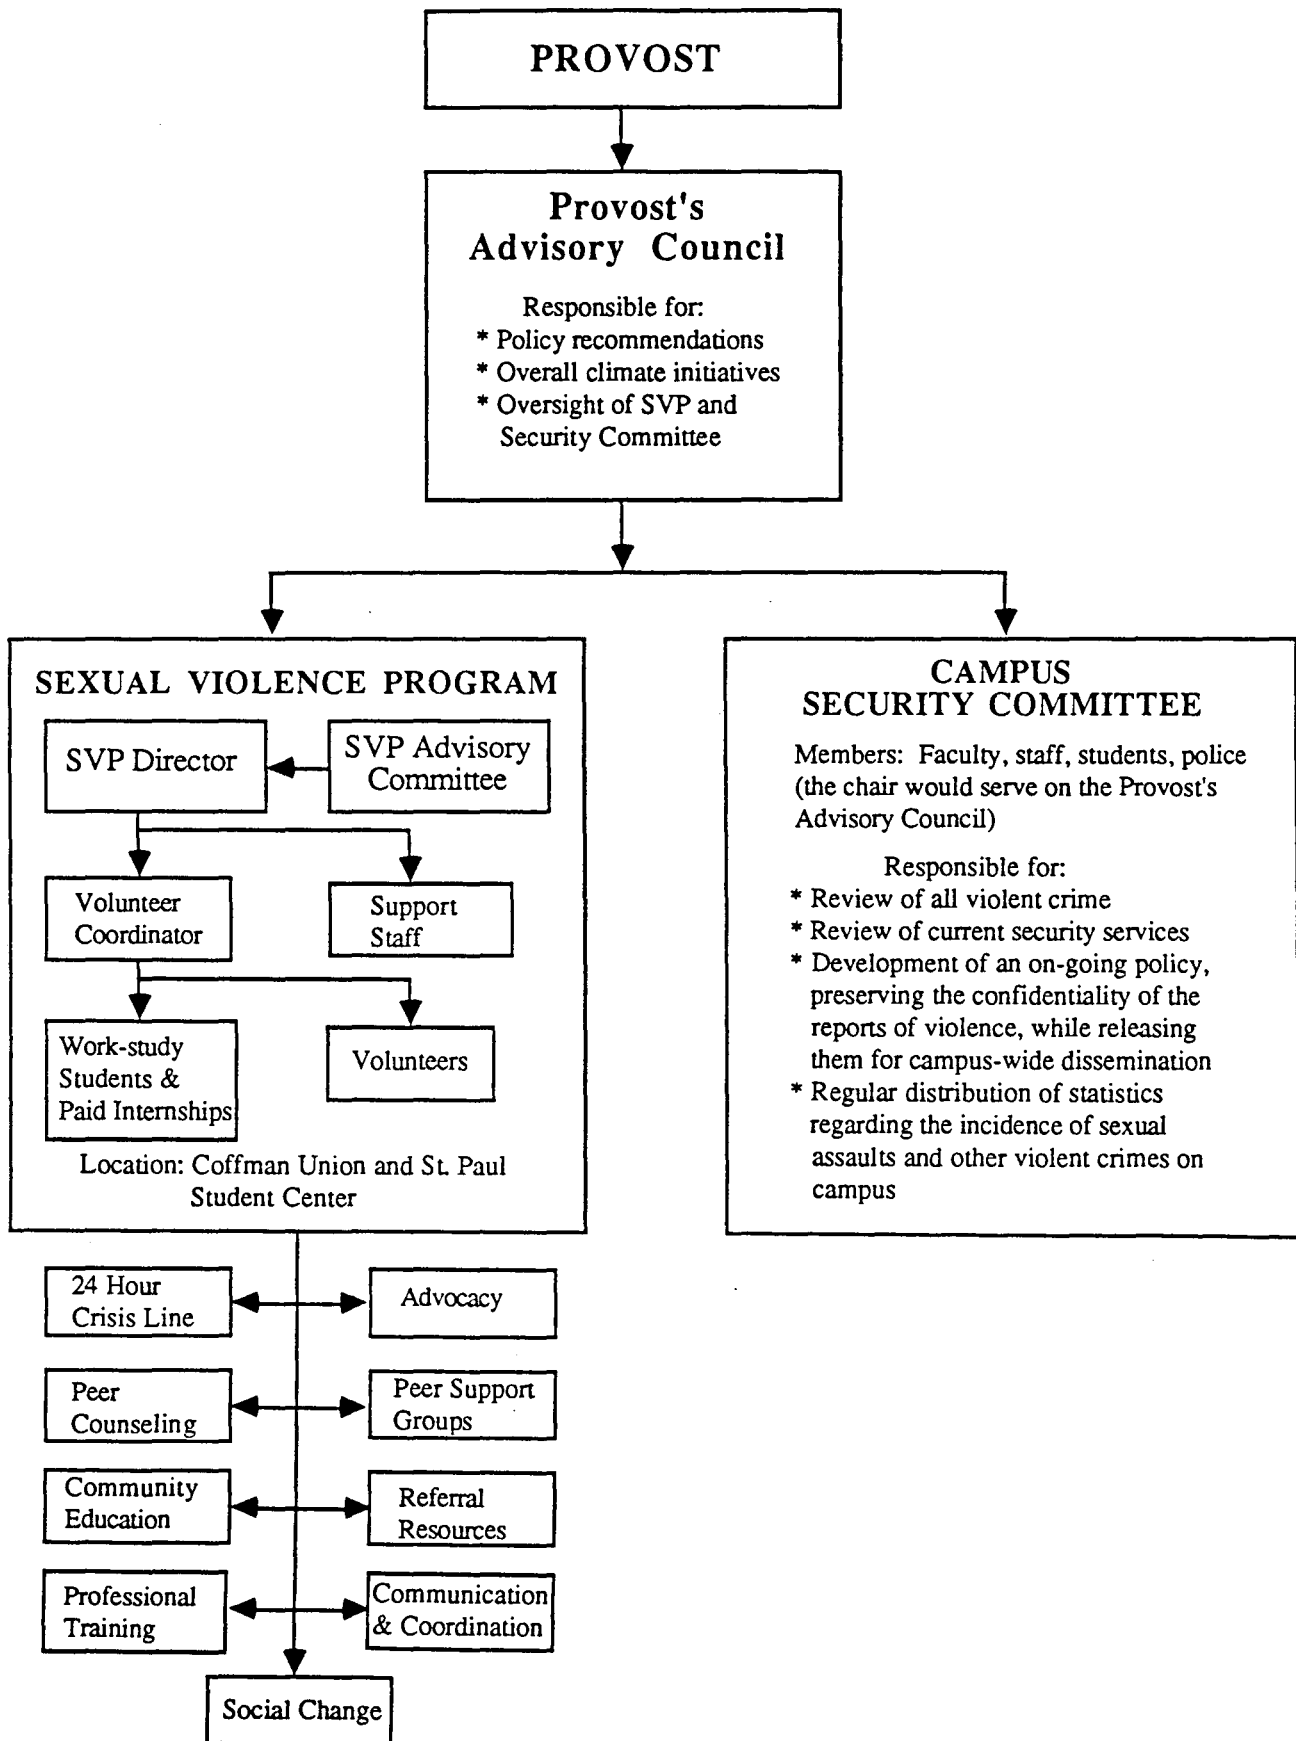 PROVOST
Provost's
Advisory Council
Responsible for:
* Policy recommendations
* Overall climate initiatives
* Oversight of SVP and
Security Committee
SEXUAL VIOLENCE PROGRAM
SVP Director
SVP Advisory
Committee
Volunteer
Coordinator
Support
Staff
Work-study
Students &
Paid Internships
Volunteers
Location: Coffman Union and St. Paul
Student Center
CAMPUS
SECURITY COMMITTEE
Members: Faculty, staff, students, police
(the chair would serve on the Provost's
Advisory Council)
Responsible for:
* Review of all violent crime
* Review of current security services
* Development of an on-going policy,
preserving the confidentiality of the
reports of violence, while releasing
them for campus-wide dissemination
* Regular distribution of statistics
regarding the incidence of sexual
assaults and other violent crimes on
campus
24 Hour
Crisis Line
Advocacy
Peer
Counseling
Peer Support
Groups
Community
Education
Referral
Resources
Professional
Training
Communication
& Coordination
Social Change